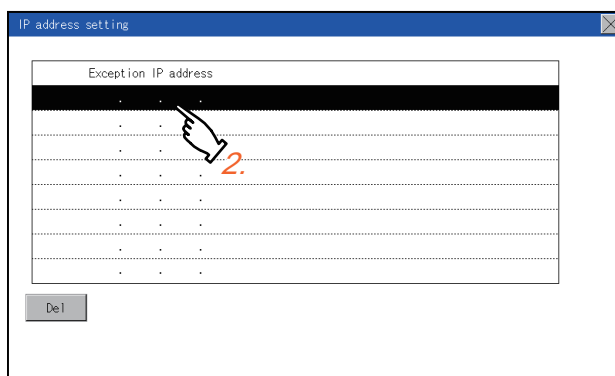 IP address setting
Exception IP address
. . .
. . .
. . .
. . .
. . .
. . .
. . .
. . .
2.
Del